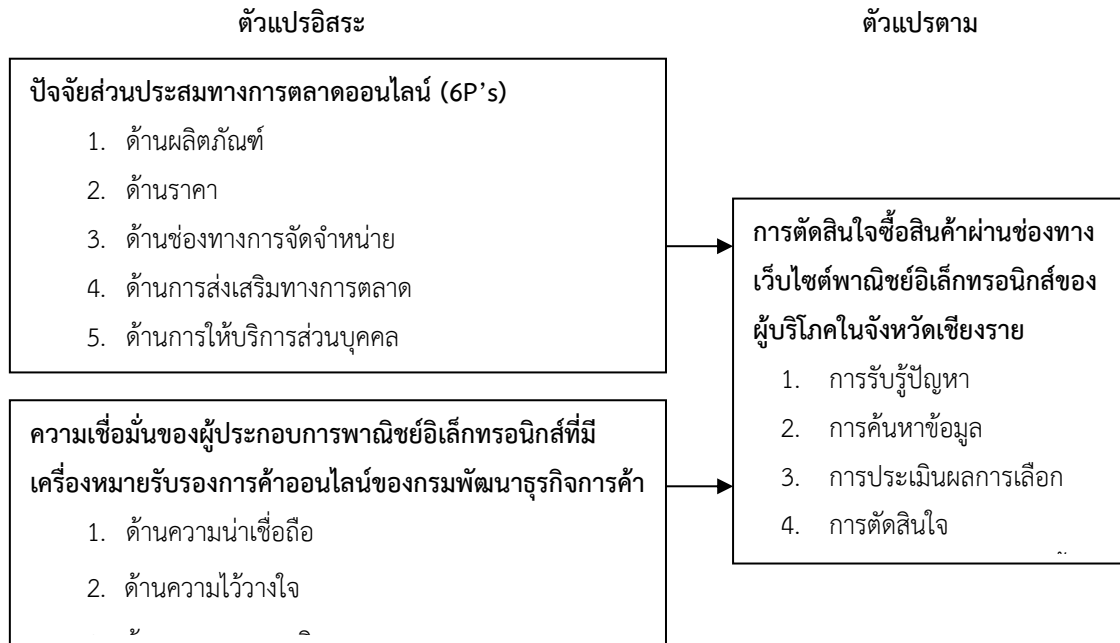 ตัวแปรอิสระ
ตัวแปรตาม
ปัจจัยส่วนประสมทางการตลาดออนไลน์ (6P's)
1. ด้านผลิตภัณฑ์
2. ด้านราคา
3. ด้านช่องทางการจัดจำหน่าย
4. ด้านการส่งเสริมทางการตลาด
5. ด้านการให้บริการส่วนบุคคล
ความเชื่อมั่นของผู้ประกอบการพาณิชย์อิเล็กทรอนิกส์ที่มี
เครื่องหมายรับรองการค้าออนไลน์ของกรมพัฒนาธุรกิจการค้า
1. ด้านความน่าเชื่อถือ
2. ด้านความไว้วางใจ
การตัดสินใจซื้อสินค้าผ่านช่องทาง
เว็บไซต์พาณิชย์อิเล็กทรอนิกส์ของ
ผู้บริโภคในจังหวัดเชียงราย
1. การรับรู้ปัญหา
2. การค้นหาข้อมูล
3. การประเมินผลการเลือก
4. การตัดสินใจ